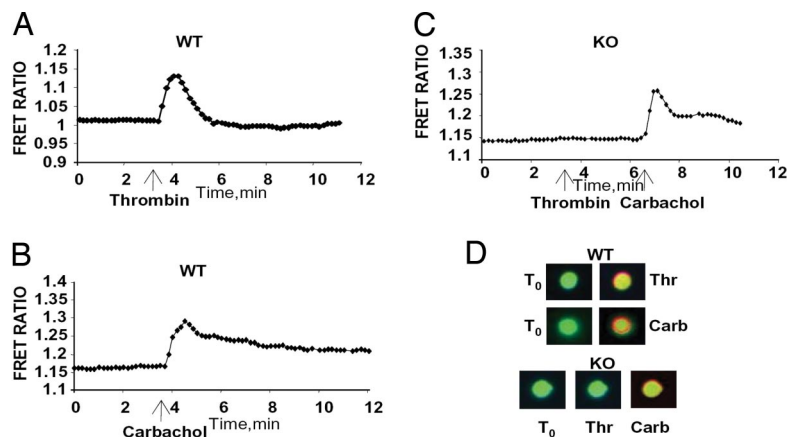 A
WT
FRET RATIO
1.2
1.15
1.1
1.05
1
0.95
0.9
0 2 4 6 8 10 12
Time,min
Thrombin
B
WT
FRET RATIO
1.4
1.35
1.3
1.25
1.2
1.15
1.1
0 2 4 6 8 10 12
Time,min
Carbachol
C
KO
FRET RATIO
1.35
1.3
1.25
1.2
1.15
1.1
0 2 4 6 8 10 12
Time,min
Thrombin Carbachol
D
WT
T0 Thr
T0 Carb
KO
T0 Thr Carb